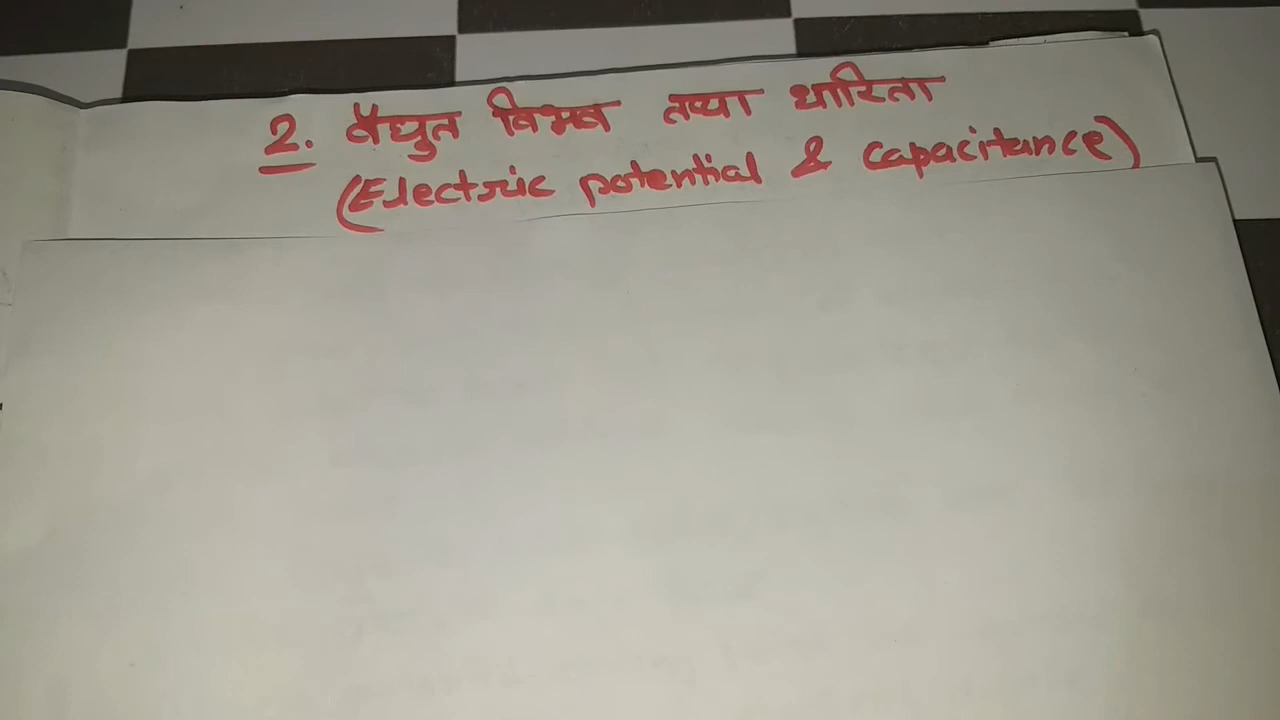 2. वैद्युत विभव तथा धारिता
(Electric potential & capacitance)